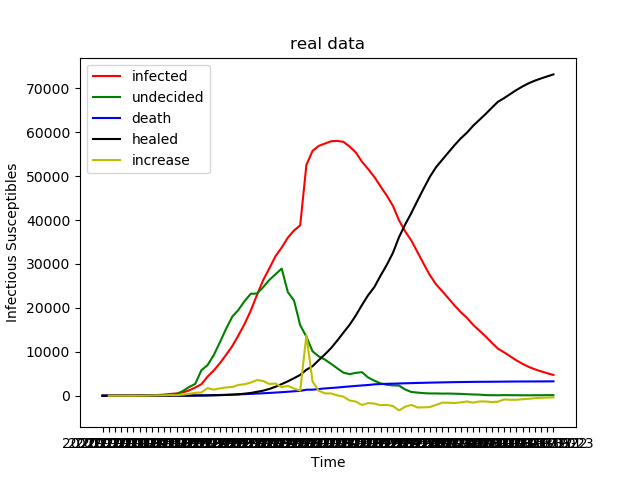 real data
infected
undecided
death
healed
increase
70000
60000
50000
40000
30000
20000
10000
0
Infectious Susceptibles
Time